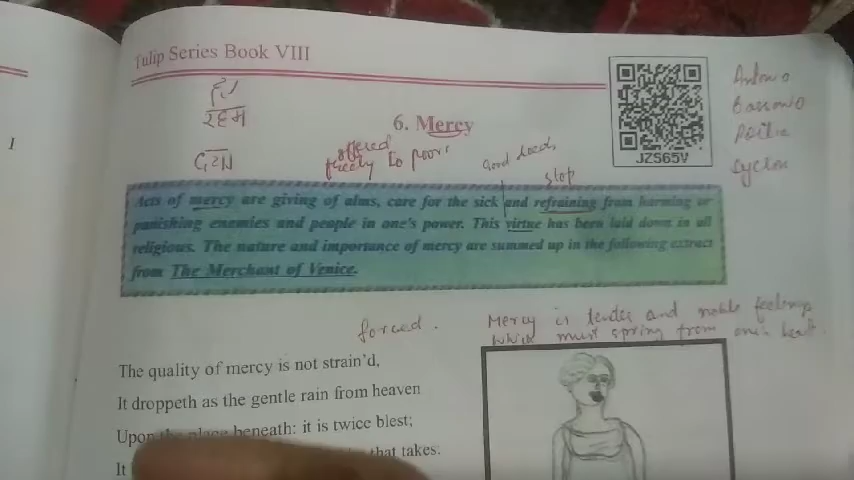 Tulip Series Book VIII
रहम
6. Mercy
offered
freely to poor
Good deeds
stop
JZS65V
Antonio
Acts of mercy are giving of alms, care for the sick and refraining from harming or
punishing enemies and people in one's power. This virtue has been laid down in all
religious. The nature and importance of mercy are summed up in the following extract
from The Merchant of Venice.
forced.
Mercy is tender and noble feelings
which must spring from one's heart.
The quality of mercy is not strain'd,
It droppeth as the gentle rain from heaven
Upon the place beneath: it is twice blest;
It
that takes.
1